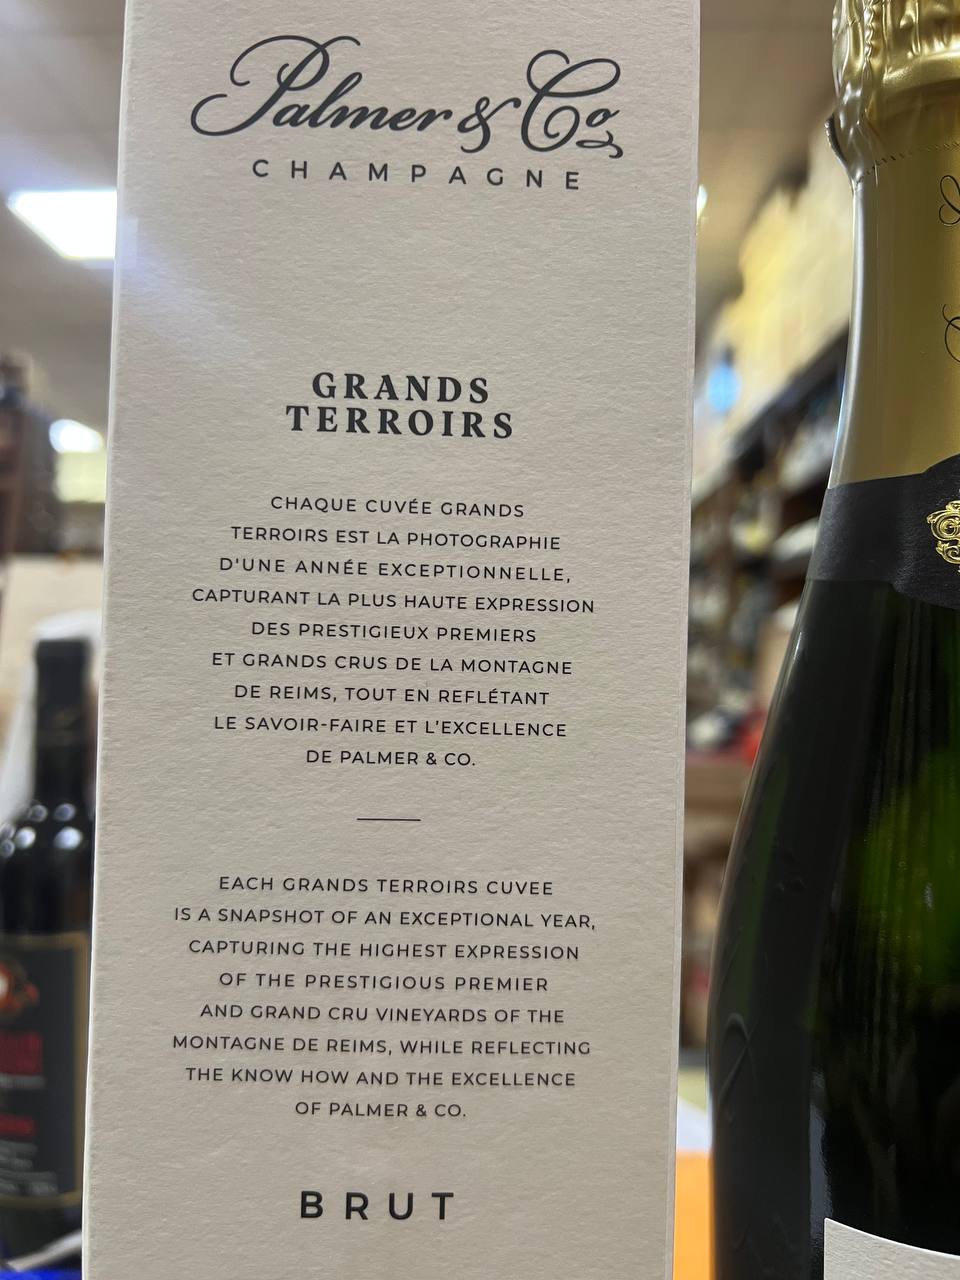 Palmer & Co
CHAMPAGNE
GRANDS
TERROIRS
CHAQUE CUVÉE GRANDS
TERROIRS EST LA PHOTOGRAPHIE
D'UNE ANNÉE EXCEPTIONNELLE,
CAPTURANT LA PLUS HAUTE EXPRESSION
DES PRESTIGIEUX PREMIERS
ET GRANDS CRUS DE LA MONTAGNE
DE REIMS, TOUT EN REFLÉTANT
LE SAVOIR-FAIRE ET L'EXCELLENCE
DE PALMER & CO.
EACH GRANDS TERROIRS CUVEE
IS A SNAPSHOT OF AN EXCEPTIONAL YEAR,
CAPTURING THE HIGHEST EXPRESSION
OF THE PRESTIGIOUS PREMIER
AND GRAND CRU VINEYARDS OF THE
MONTAGNE DE REIMS, WHILE REFLECTING
THE KNOW HOW AND THE EXCELLENCE
OF PALMER & CO.
BRUT